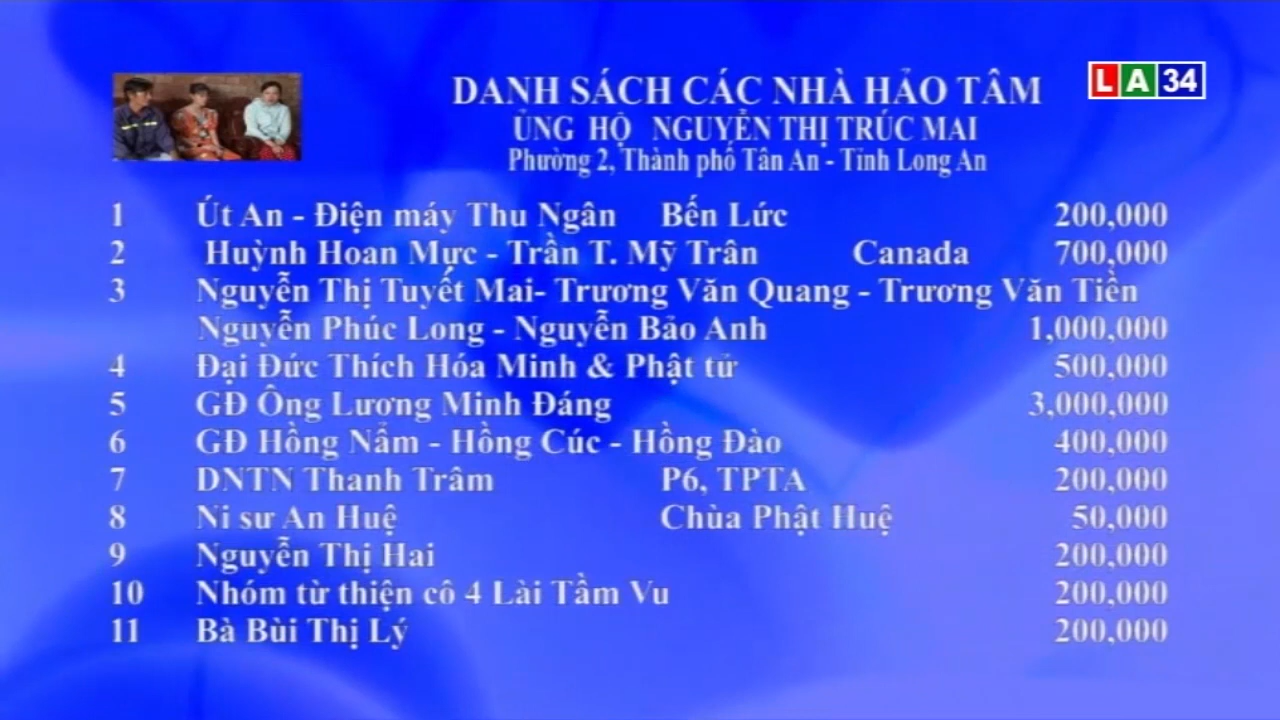 DANH SÁCH CÁC NHÀ HẢO TÂM
LA34
ỦNG HỘ NGUYỄN THỊ TRÚC MAI
Phường 2, Thành phố Tân An - Tỉnh Long An
1 Út An - Điện máy Thu Ngân Bến Lức 200,000
2 Huỳnh Hoan Mực - Trần T. Mỹ Trân Canada 700,000
3 Nguyễn Thị Tuyết Mai- Trương Văn Quang - Trương Văn Tiền
Nguyễn Phúc Long - Nguyễn Bảo Anh 1,000,000
4 Đại Đức Thích Hóa Minh & Phật tử 500,000
5 GĐ Ông Lương Minh Đáng 3,000,000
6 GĐ Hồng Nẩm - Hồng Cúc - Hồng Đào 400,000
7 DNTN Thanh Trâm P6, TPTA 200,000
8 Ni sư An Huệ Chùa Phật Huệ 50,000
9 Nguyễn Thị Hai 200,000
10 Nhóm từ thiện cô 4 Lài Tầm Vu 200,000
11 Bà Bùi Thị Lý 200,000